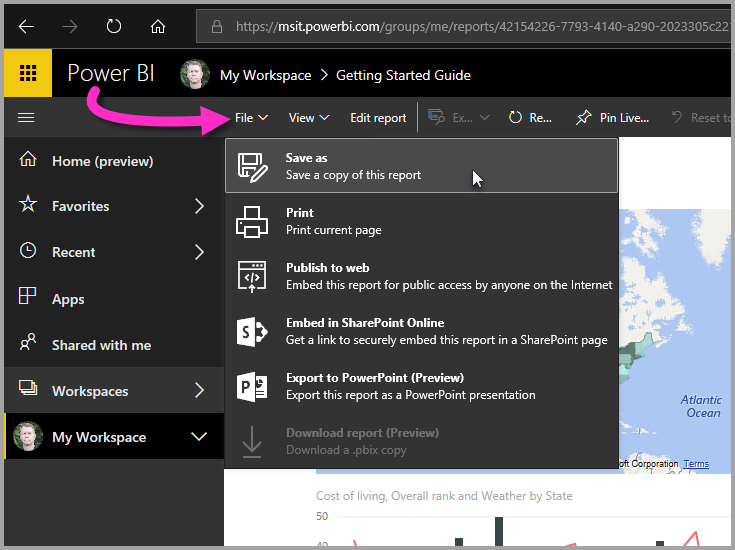 https://msit.powerbi.com/groups/me/reports/42154226-7793-4140-a290-2023305c221
Power BI My Workspace > Getting Started Guide
File View Edit report Ex... Re... Pin Live... Reset to
Home (preview)
Favorites
Recent
Apps
Shared with me
Workspaces
My Workspace
Save as
Save a copy of this report
Print
Print current page
Publish to web
Embed this report for public access by anyone on the Internet
Embed in SharePoint Online
Get a link to securely embed this report in a SharePoint page
Export to PowerPoint (Preview)
Export this report as a PowerPoint presentation
Download report (Preview)
Download a .pbix copy
Atlantic
Ocean
oft Corporation Terms
Cost of living, Overall rank and Weather by State
50
40